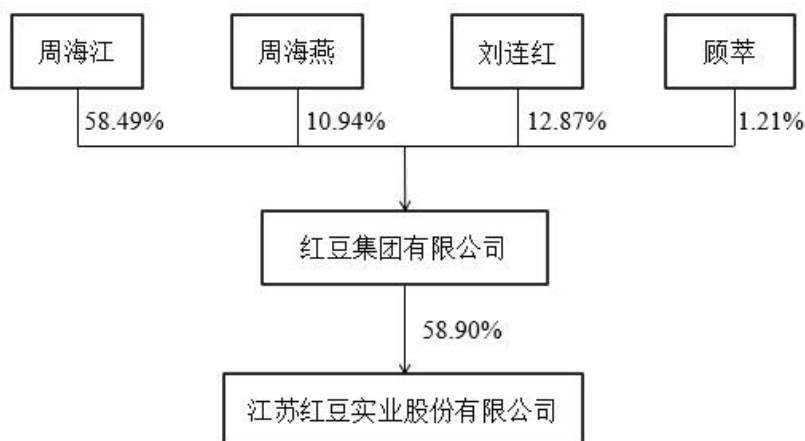 周海江 周海燕 刘连红 顾苹
58.49% 10.94% 12.87% 1.21%
红豆集团有限公司
58.90%
江苏红豆实业股份有限公司